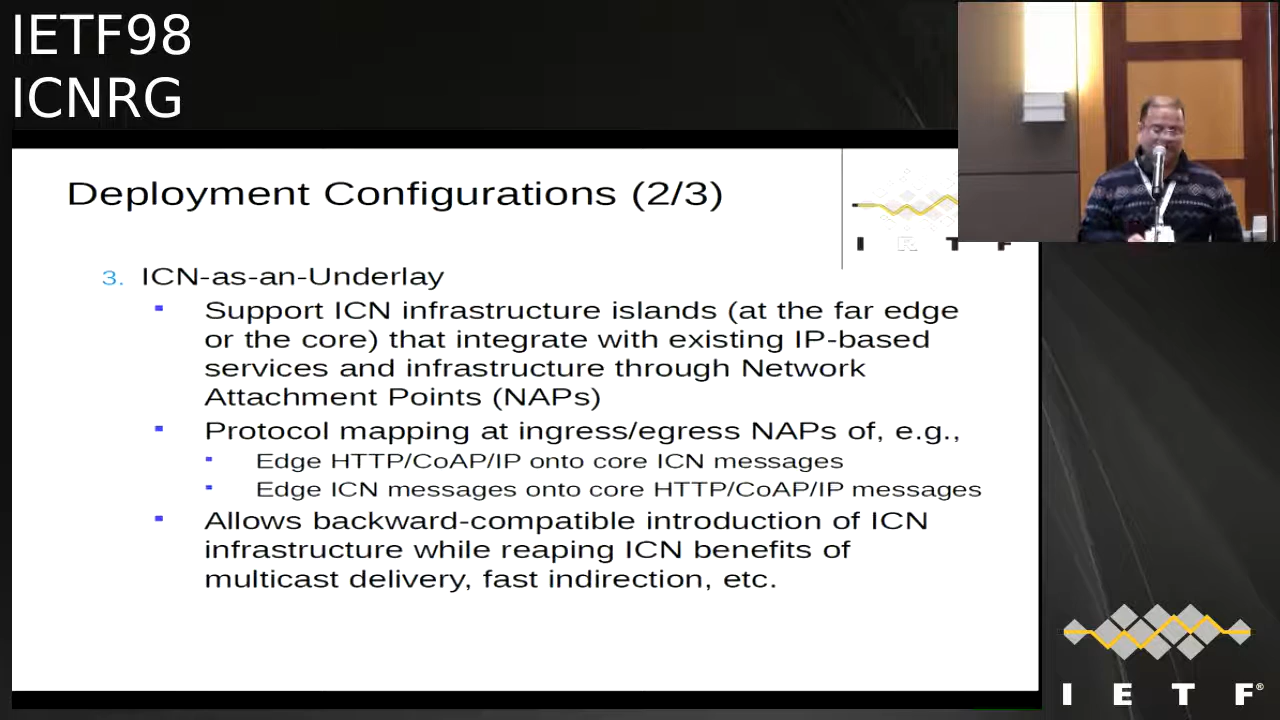 IETF98
ICNRG
Deployment Configurations (2/3)
I R T F
3. ICN-as-an-Underlay
Support ICN infrastructure islands (at the far edge
or the core) that integrate with existing IP-based
services and infrastructure through Network
Attachment Points (NAPs)
Protocol mapping at ingress/egress NAPs of, e.g.,
Edge HTTP/CoAP/IP onto core ICN messages
Edge ICN messages onto core HTTP/CoAP/IP messages
Allows backward-compatible introduction of ICN
infrastructure while reaping ICN benefits of
multicast delivery, fast indirection, etc.
I E T F®